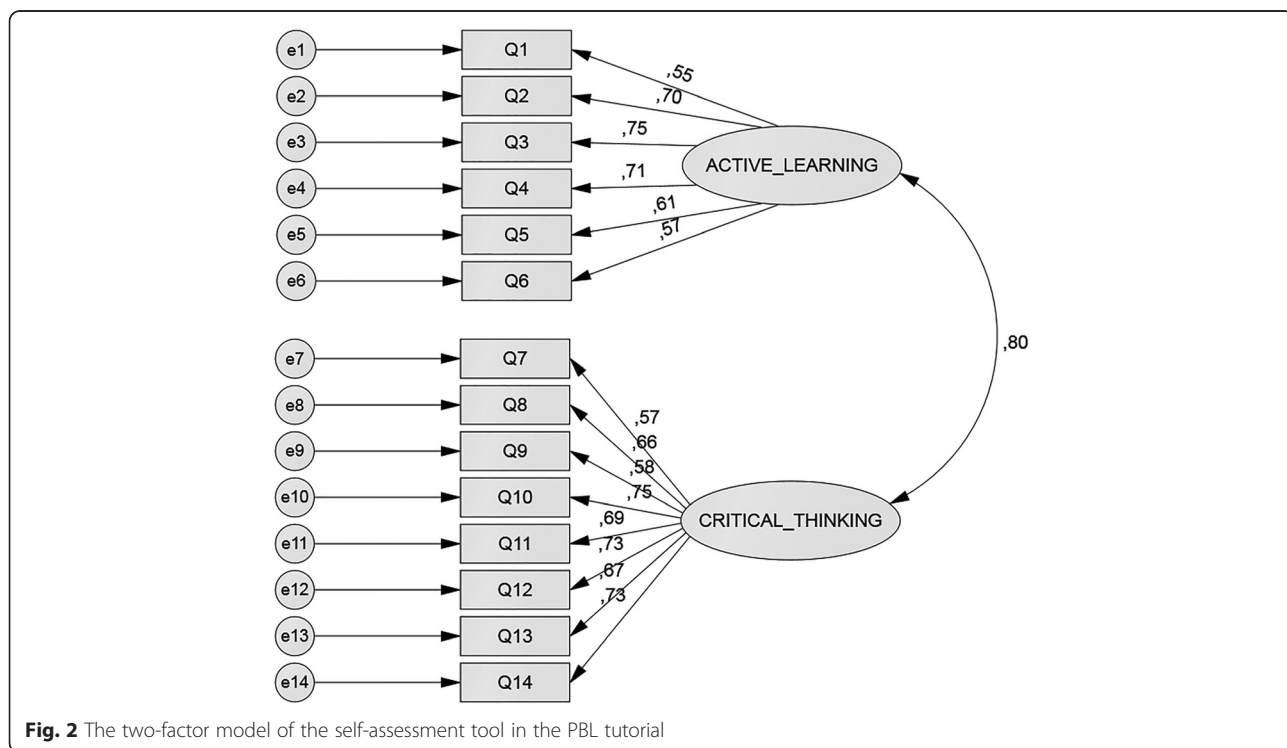 e1 Q1
,55
e2 Q2
,70
e3 Q3
,75
ACTIVE_LEARNING
e4 Q4
,71
e5 Q5
,61
e6 Q6
,57
,80
e7 Q7
,57
e8 Q8
,66
e9 Q9
,58
e10 Q10
,75
CRITICAL_THINKING
e11 Q11
,69
e12 Q12
,73
e13 Q13
,67
e14 Q14
,73
Fig. 2 The two-factor model of the self-assessment tool in the PBL tutorial